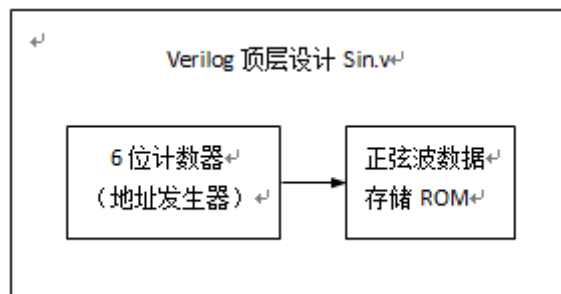 Verilog 顶层设计 Sin.v
6 位计数器
（地址发生器）
正弦波数据
存储 ROM